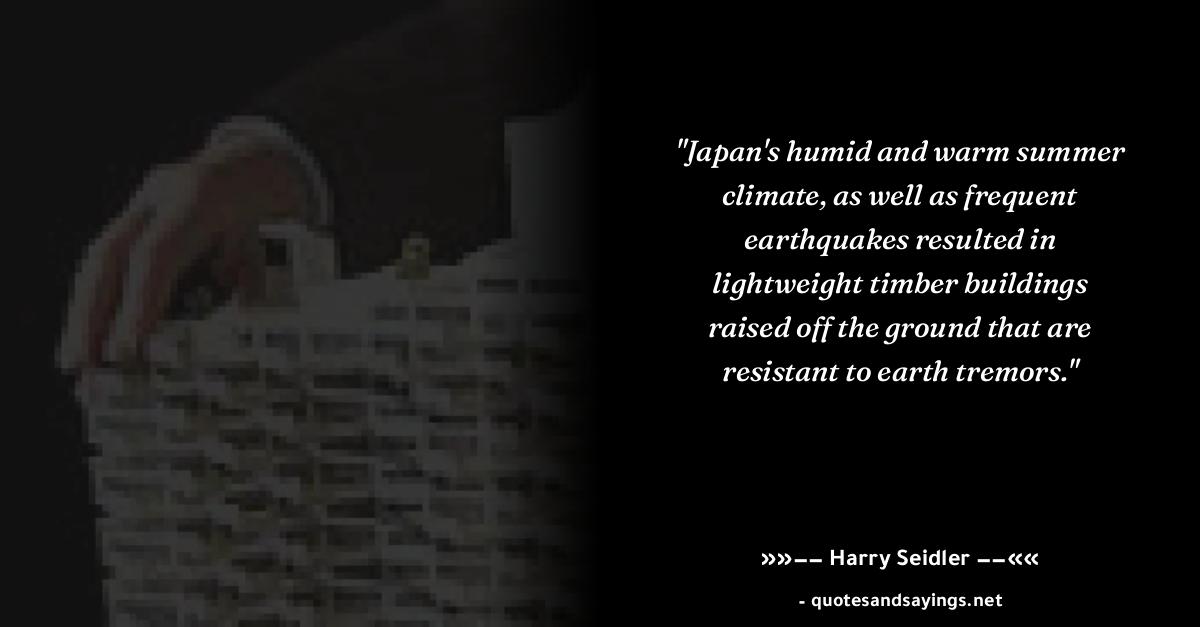 "Japan's humid and warm summer
climate, as well as frequent
earthquakes resulted in
lightweight timber buildings
raised off the ground that are
resistant to earth tremors."
»»−− Harry Seidler −−««
- quotesandsayings.net